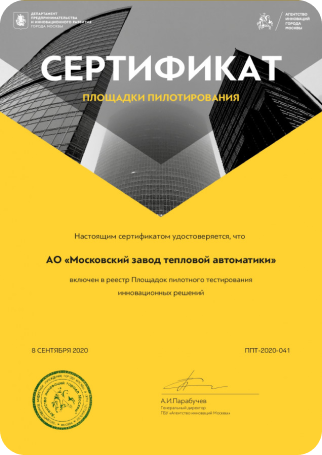 ДЕПАРТАМЕНТ
ПРЕДПРИНИМАТЕЛЬСТВА
И ИННОВАЦИОННОГО РАЗВИТИЯ
ГОРОДА МОСКВЫ
АГЕНТСТВО
ИННОВАЦИЙ
ГОРОДА
МОСКВЫ
СЕРТИФИКАТ
ПЛОЩАДКИ ПИЛОТИРОВАНИЯ
Настоящим сертификатом удостоверяется, что
АО «Московский завод тепловой автоматики»
включен в реестр Площадок пилотного тестирования
инновационных решений
8 СЕНТЯБРЯ 2020
ППТ-2020-041
А.И.Парабучев
Генеральный директор
ГБУ «Агентство инноваций Москвы»